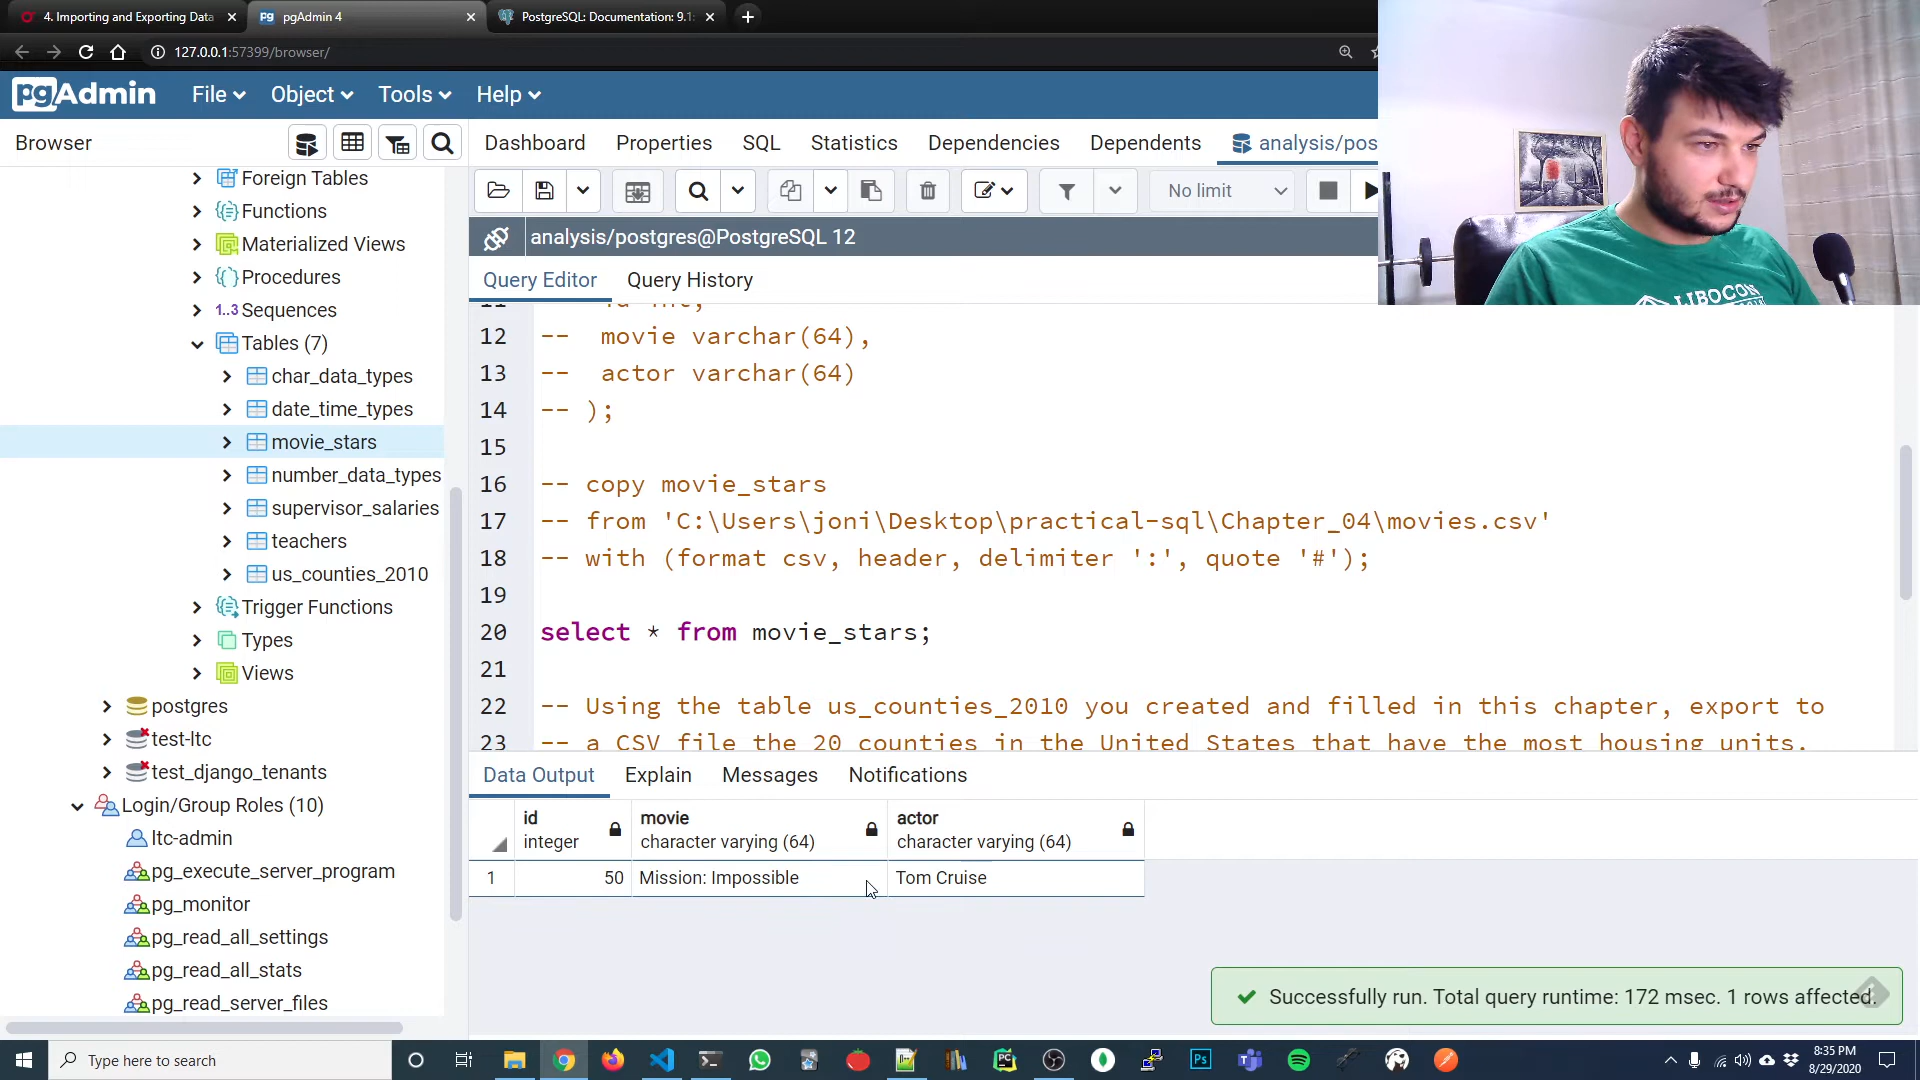 4. Importing and Exporting Data
pgAdmin 4
PostgreSQL: Documentation: 9.1:
127.0.0.1:57399/browser/
pgAdmin
File
Object
Tools
Help
Browser
Dashboard
Properties
SQL
Statistics
Dependencies
Dependents
analysis/pos
No limit
analysis/postgres@PostgreSQL 12
Query Editor
Query History
Foreign Tables
Functions
Materialized Views
Procedures
1..3 Sequences
Tables (7)
char_data_types
date_time_types
movie_stars
number_data_types
supervisor_salaries
teachers
us_counties_2010
Trigger Functions
Types
Views
postgres
test-ltc
test_django_tenants
Login/Group Roles (10)
ltc-admin
pg_execute_server_program
pg_monitor
pg_read_all_settings
pg_read_all_stats
pg_read_server_files
12 -- movie varchar(64),
13 -- actor varchar(64)
14 -- );
15
16 -- copy movie_stars
17 -- from 'C:\Users\joni\Desktop\practical-sql\Chapter_04\movies.csv'
18 -- with (format csv, header, delimiter ':', quote '#');
19
20 select * from movie_stars;
21
22 -- Using the table us_counties_2010 you created and filled in this chapter, export to
23 -- a CSV file the 20 counties in the United States that have the most housing units.
Data Output
Explain
Messages
Notifications
id
integer
movie
character varying (64)
actor
character varying (64)
1 50 Mission: Impossible Tom Cruise
Successfully run. Total query runtime: 172 msec. 1 rows affected.
LIBOCON
Type here to search
8:35 PM
8/29/2020